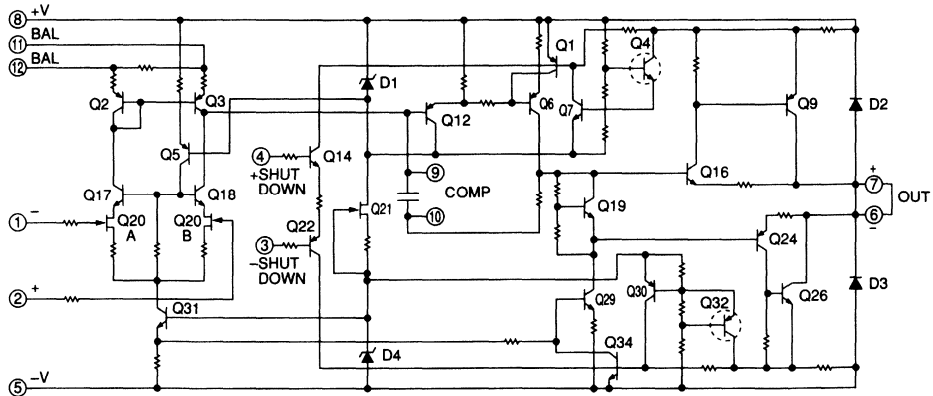 8 +V
11 BAL
12 BAL
Q2
Q3
Q5
Q17
Q18
1 −
Q20
A
Q20
B
2 +
Q31
5 −V
D1
4
+SHUT
DOWN
Q14
Q22
3
−SHUT
DOWN
Q21
D4
Q12
9
COMP
10
Q1
Q6
Q7
Q4
Q9
D2
Q16
+
7
OUT
6
−
Q19
Q24
Q29
Q30
Q32
Q26
D3
Q34